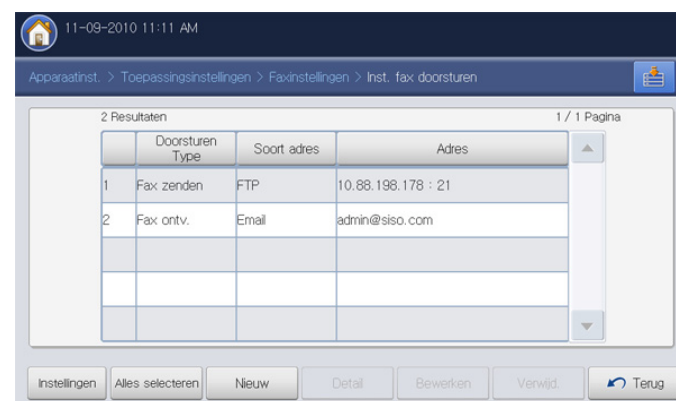 11-09-2010 11:11 AM
Apparaatinst. > Toepassingsinstellingen > Faxinstellingen > Inst. fax doorsturen
2 Resultaten 1 / 1 Pagina
Doorsturen Type Soort adres Adres
1 Fax zenden FTP 10.88.198.178 : 21
2 Fax ontv. Email admin@siso.com
Instellingen Alles selecteren Nieuw Detail Bewerken Verwijd. Terug